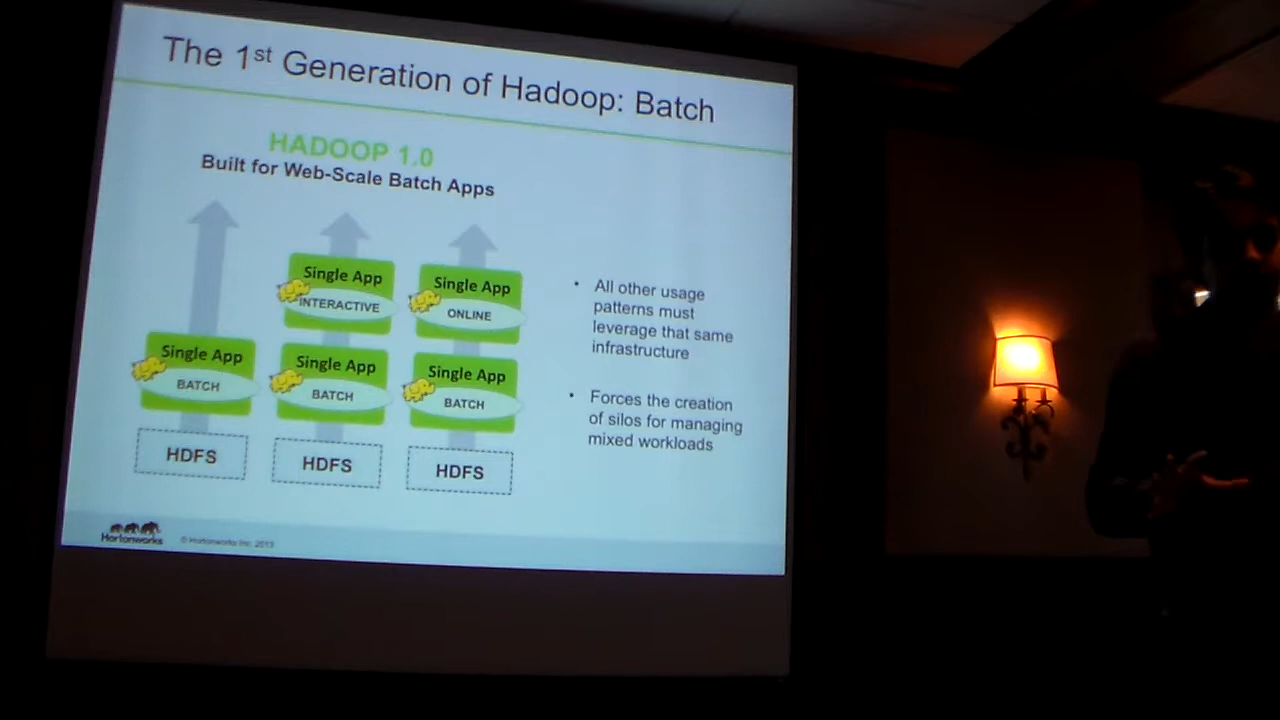 The 1st Generation of Hadoop: Batch
HADOOP 1.0
Built for Web-Scale Batch Apps
Single App
INTERACTIVE
Single App
ONLINE
Single App
BATCH
Single App
BATCH
Single App
BATCH
HDFS
HDFS
HDFS
• All other usage
patterns must
leverage that same
infrastructure
• Forces the creation
of silos for managing
mixed workloads
Hortonworks
© Hortonworks Inc. 2013